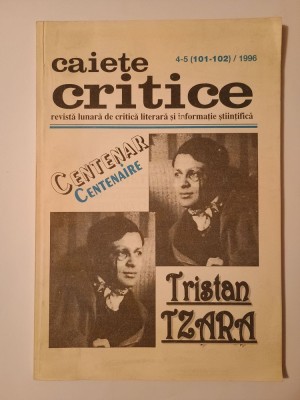 caiete
4-5 (101-102) / 1996
critice
revistă lunară de critică literară și informație științifică
CENTENAR
CENTENAIRE
Tristan
TZARA